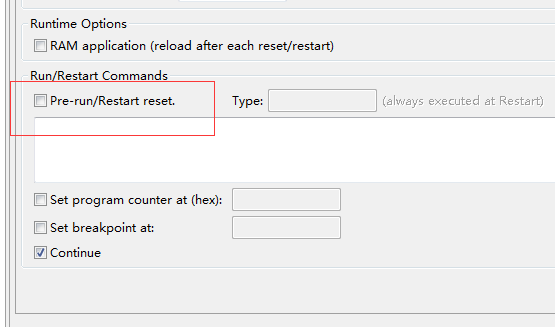 Runtime Options
RAM application (reload after each reset/restart)
Run/Restart Commands
Pre-run/Restart reset. Type: (always executed at Restart)
Set program counter at (hex):
Set breakpoint at:
Continue